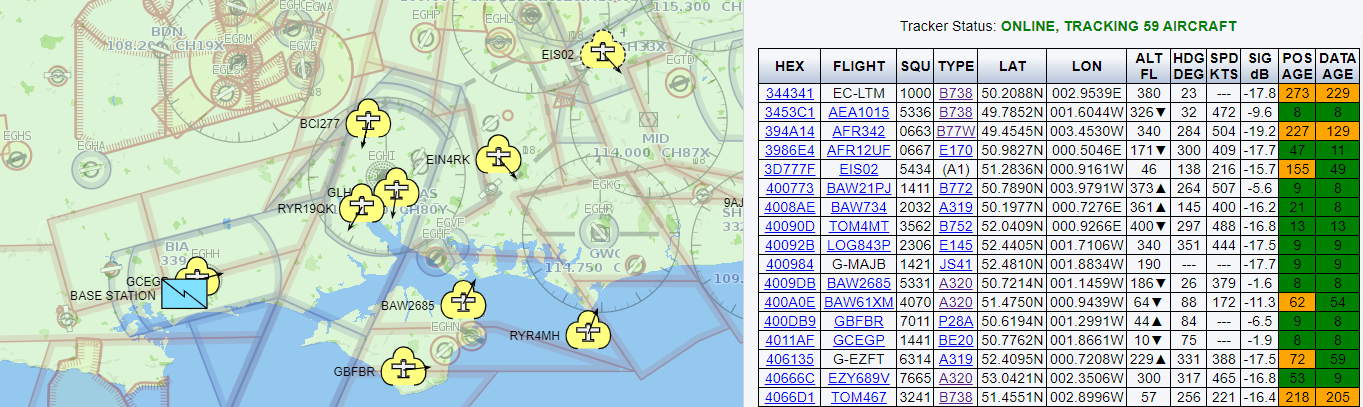 BDN
108.20 CH19X
EGHP
EGHL
EGHC
EGDM
EGVP
EGLS
115.300 CH
EIS02
CH33X
EGTD
BCI277
EGHS
EGHA
EGHI
EIN4RK
MID
114.000 CH87X
EGKG
GLH
AS
RYR19QK
CH80Y
EGVF
EGHF
EGHR
9AJ
GWC
114.750 C
BIA
EGHH
339
GCEGP
BASE STATION
BAW2685
EGHN
RYR4MH
GBFBR
Tracker Status: ONLINE, TRACKING 59 AIRCRAFT
HEX FLIGHT SQU TYPE LAT LON ALT FL HDG DEG SPD KTS SIG dB POS AGE DATA AGE
344341 EC-LTM 1000 B738 50.2088N 002.9539E 380 23 --- -17.8 273 229
3453C1 AEA1015 5336 B738 49.7852N 001.6044W 326▼ 32 472 -9.6 8 8
394A14 AFR342 0663 B77W 49.4545N 003.4530W 340 284 504 -19.2 227 129
3986E4 AFR12UF 0667 E170 50.9827N 000.5046E 171▼ 300 409 -17.7 47 11
3D777F EIS02 5434 (A1) 51.2836N 000.9161W 46 138 216 -15.7 155 49
400773 BAW21PJ 1411 B772 50.7890N 003.9791W 373▲ 264 507 -5.6 9 8
4008AE BAW734 2032 A319 50.1977N 000.7276E 361▲ 145 400 -16.2 21 8
40090D TOM4MT 3562 B752 52.0409N 000.9266E 400▼ 297 488 -16.8 13 13
40092B LOG843P 2306 E145 52.4405N 001.7106W 340 351 444 -17.5 9 9
400984 G-MAJB 1421 JS41 52.4810N 001.8834W 190 --- --- -17.7 9 9
4009DB BAW2685 5331 A320 50.7214N 001.1459W 186▼ 26 379 -1.6 8 8
400A0E BAW61XM 4070 A320 51.4750N 000.9439W 64▼ 88 172 -11.3 62 54
400DB9 GBFBR 7011 P28A 50.6194N 001.2991W 44▲ 84 --- -6.5 9 8
4011AF GCEGP 1441 BE20 50.7762N 001.8661W 10▼ 75 --- -1.9 8 8
406135 G-EZFT 6314 A319 52.4095N 000.7208W 229▲ 331 388 -17.5 72 59
40666C EZY689V 7665 A320 53.0421N 002.3506W 300 317 465 -16.8 53 9
4066D1 TOM467 3241 B738 51.4551N 002.8996W 57 256 221 -16.4 218 205